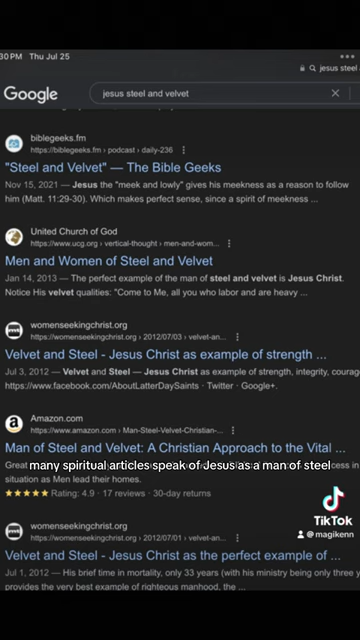 :30PM Thu Jul 25
jesus steel
Google
jesus steel and velvet
biblegeeks.fm
https://biblegeeks.fm › podcast › daily-236
"Steel and Velvet" — The Bible Geeks
Nov 15, 2021 — Jesus the "meek and lowly" gives his meekness as a reason to follow
him (Matt. 11:29-30). Which makes perfect sense, since a spirit of meekness ...
United Church of God
https://www.ucg.org › vertical-thought › men-and-wom...
Men and Women of Steel and Velvet
Jan 14, 2013 — The perfect example of the man of steel and velvet is Jesus Christ.
Notice His velvet qualities: "Come to Me, all you who labor and are heavy ...
womenseekingchrist.org
https://womenseekingchrist.org › 2012/07/03 › velvet-an...
Velvet and Steel - Jesus Christ as example of strength ...
Jul 3, 2012 — Velvet and Steel — Jesus Christ as example of strength, integrity, courag
https://www.facebook.com/AboutLatterDaySaints · Twitter · Google+.
Amazon.com
https://www.amazon.com › Man-Steel-Velvet-Christian-...
Man of Steel and Velvet: A Christian Approach to the Vital ...
Great
many spiritual articles speak of Jesus as a man of steel
cess in
situation as Men lead their homes.
Rating: 4.9 · 17 reviews · 30-day returns
TikTok
@magikenn
womenseekingchrist.org
https://womenseekingchrist.org › 2012/07/01 › velvet-an...
Velvet and Steel - Jesus Christ as the perfect example of ...
Jul 1, 2012 — His brief time in mortality, only 33 years (with his ministry being only three y
provides the very best example of righteous manhood, the ...